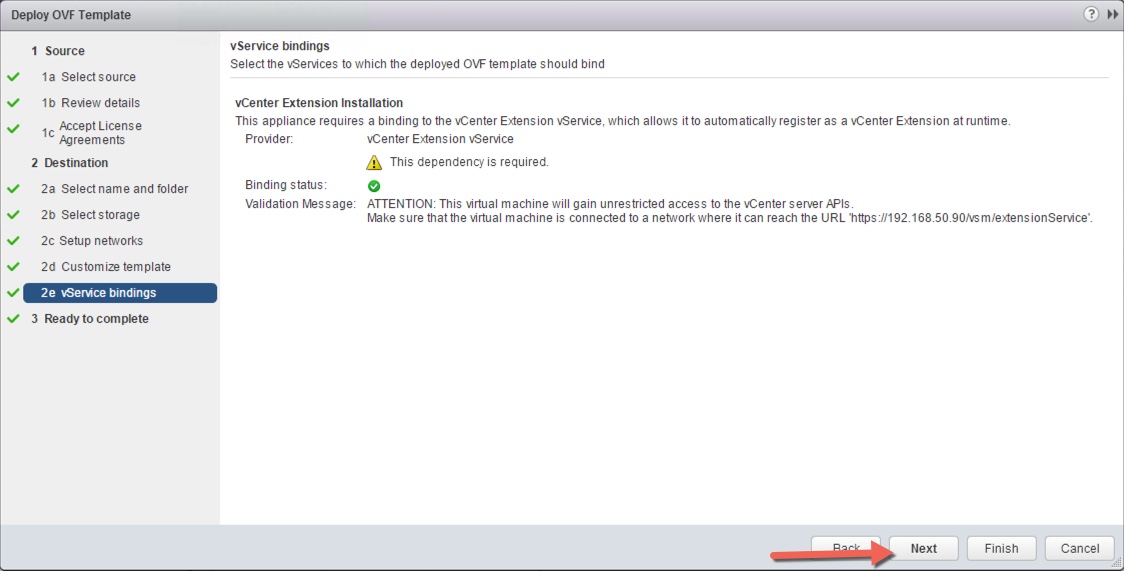 Deploy OVF Template
?
1 Source
1a Select source
1b Review details
1c Accept License
Agreements
2 Destination
2a Select name and folder
2b Select storage
2c Setup networks
2d Customize template
2e vService bindings
3 Ready to complete
vService bindings
Select the vServices to which the deployed OVF template should bind
vCenter Extension Installation
This appliance requires a binding to the vCenter Extension vService, which allows it to automatically register as a vCenter Extension at runtime.
Provider: vCenter Extension vService
This dependency is required.
Binding status:
Validation Message: ATTENTION: This virtual machine will gain unrestricted access to the vCenter server APIs.
Make sure that the virtual machine is connected to a network where it can reach the URL 'https://192.168.50.90/vsm/extensionService'.
Back Next Finish Cancel